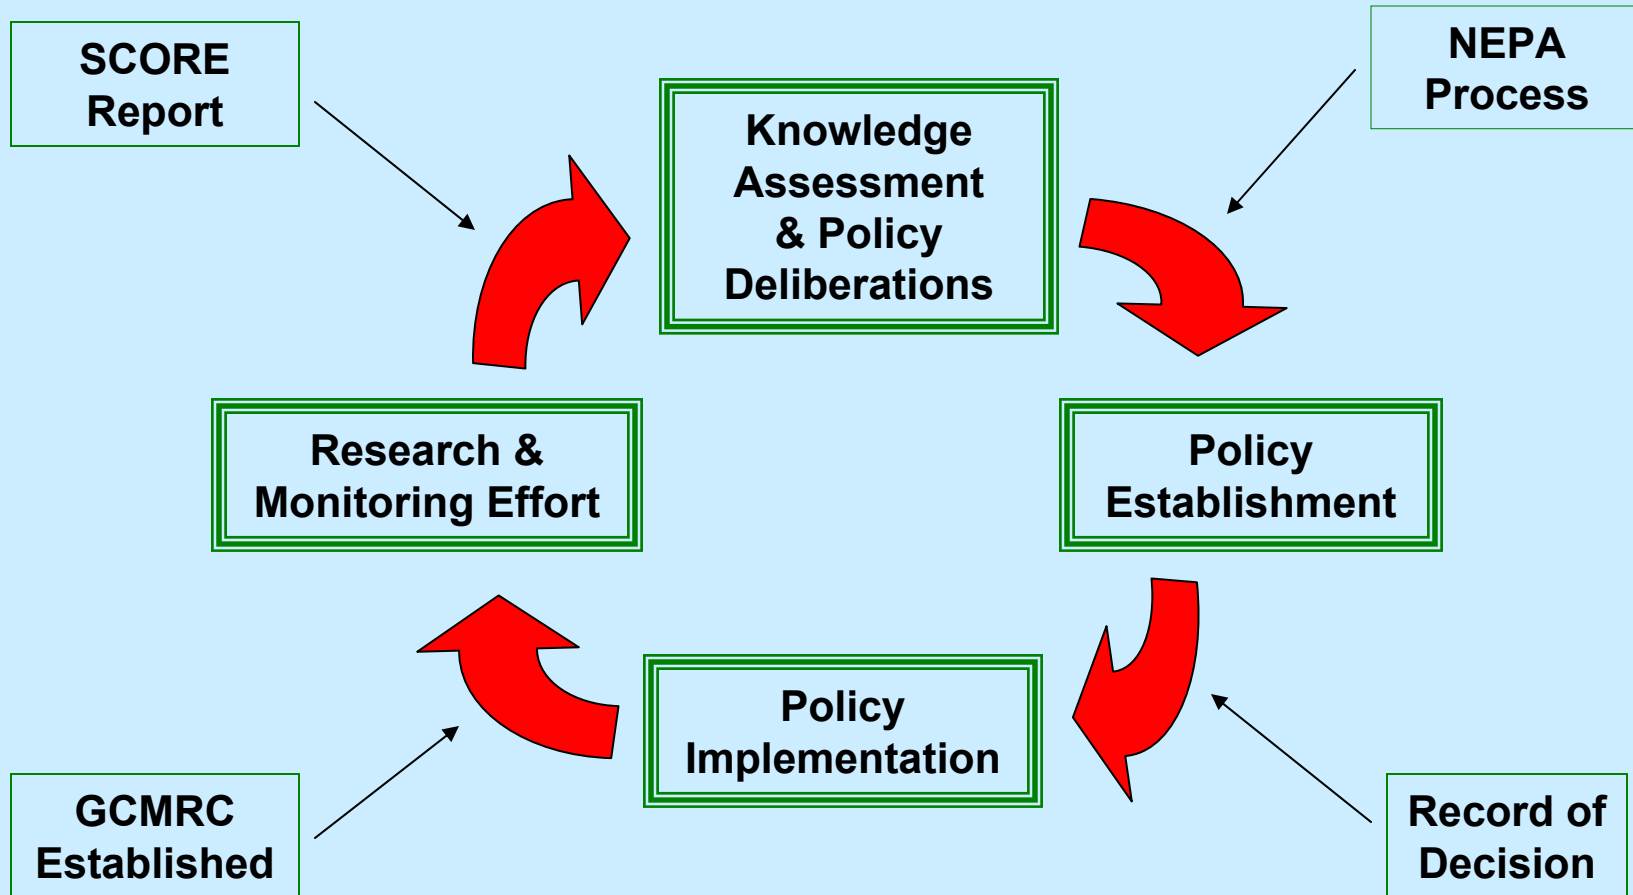 SCORE
Report
NEPA
Process
Knowledge
Assessment
& Policy
Deliberations
Research &
Monitoring Effort
Policy
Establishment
Policy
Implementation
GCMRC
Established
Record of
Decision